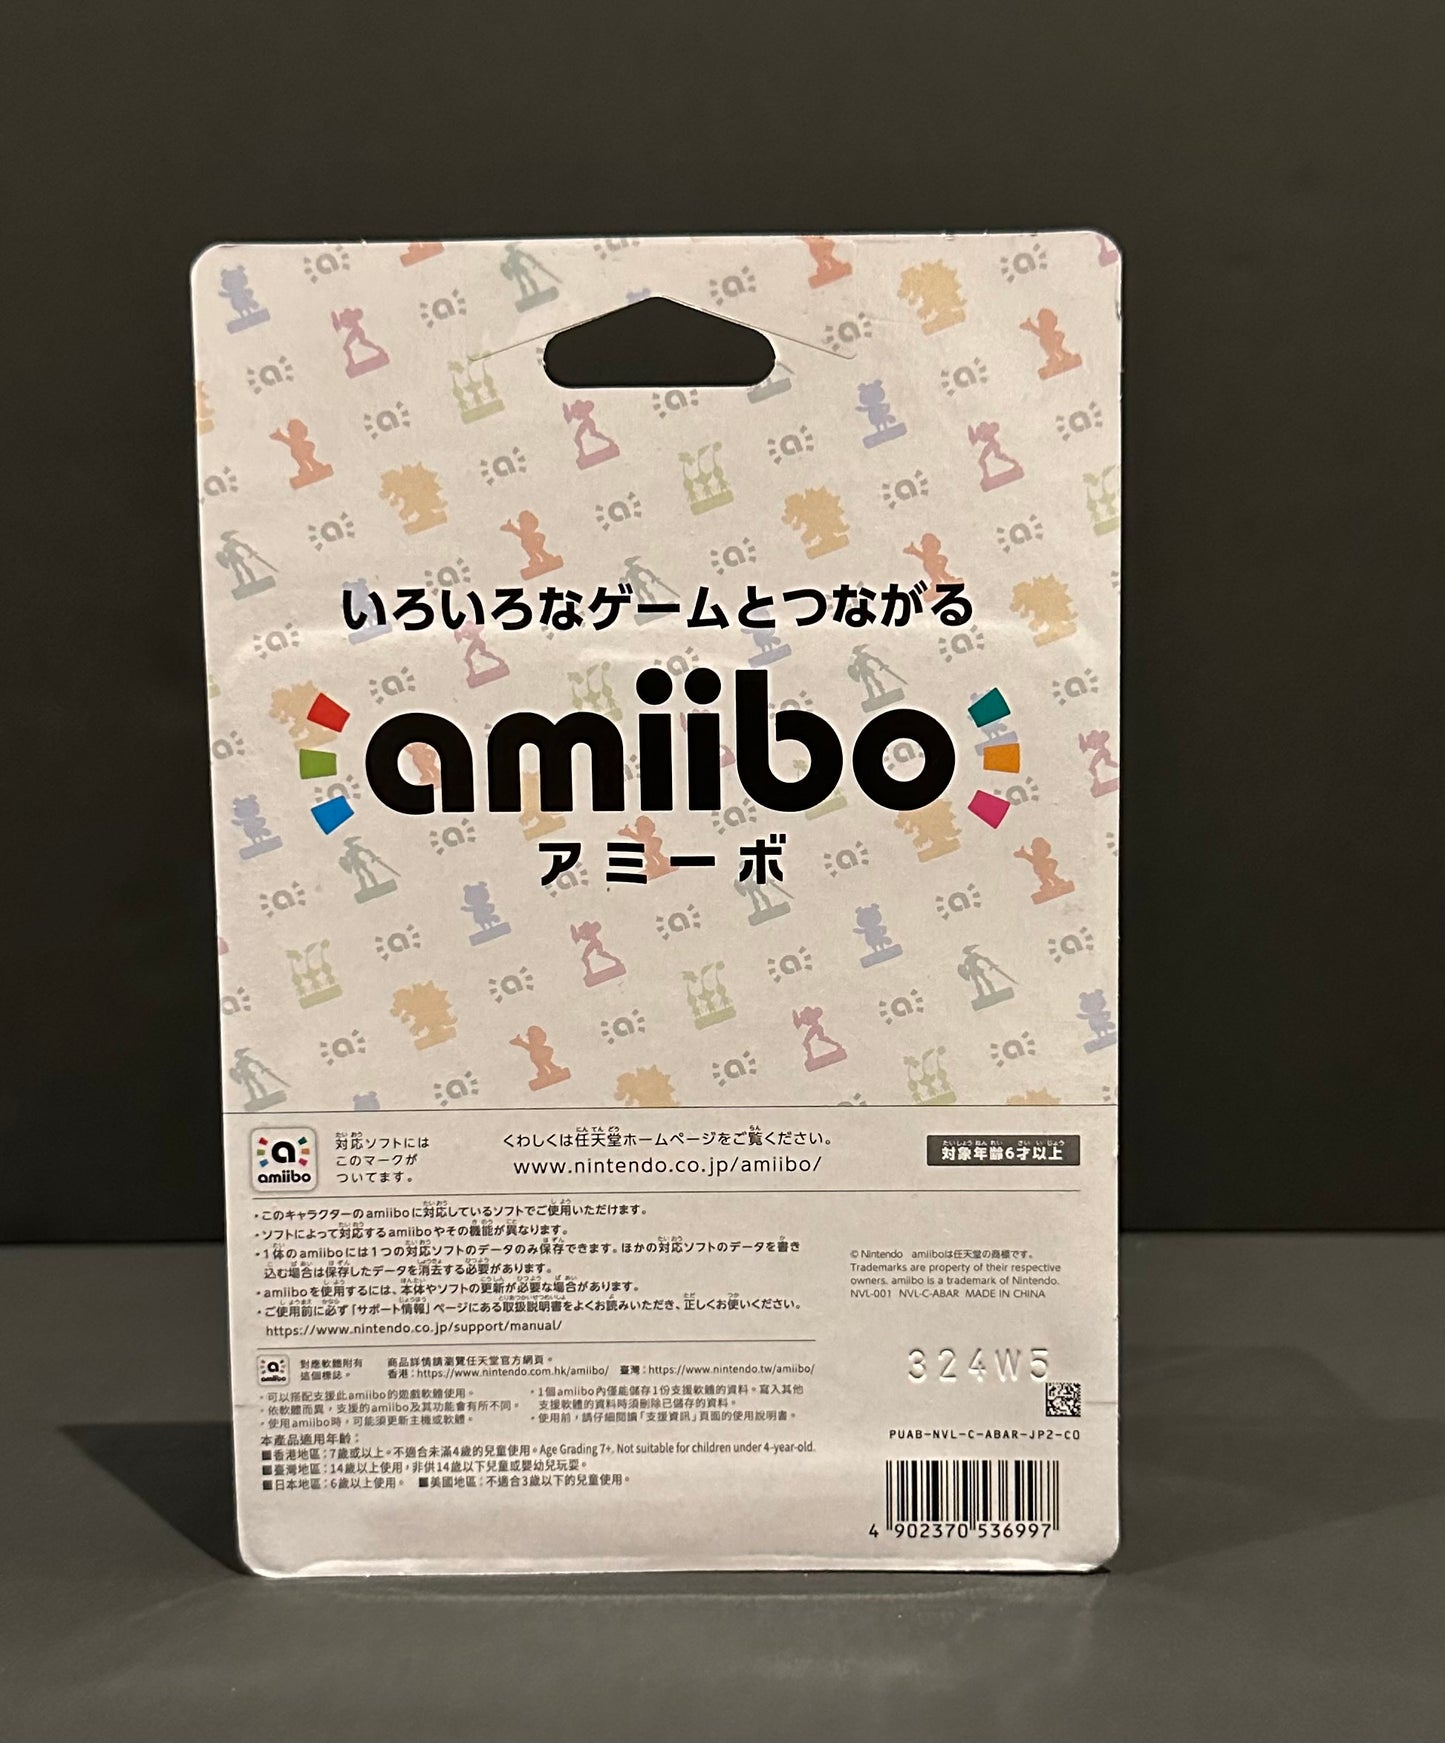 いろいろなゲームとつながる
amiibo
アミーボ
a
amiibo
対応ソフトには
このマークが
ついてます。
くわしくは任天堂ホームページをご覧ください。
www.nintendo.co.jp/amiibo/
対象年齢6才以上
・このキャラクターのamiiboに対応しているソフトでご使用いただけます。
・ソフトによって対応するamiiboやその機能が異なります。
・1体のamiiboには1つの対応ソフトのデータのみ保存できます。ほかの対応ソフトのデータを書き
込む場合は保存したデータを消去する必要があります。
・amiiboを使用するには、本体やソフトの更新が必要な場合があります。
・ご使用前に必ず「サポート情報」ページにある取扱説明書をよくお読みいただき、正しくお使いください。
https://www.nintendo.co.jp/support/manual/
© Nintendo amiiboは任天堂の商標です。
Trademarks are property of their respective
owners. amiibo is a trademark of Nintendo.
NVL-001 NVL-C-ABAR MADE IN CHINA
a
amiibo
對應軟體附有
這個標誌。
商品詳情請瀏覽任天堂官方網頁。
香港：https://www.nintendo.com.hk/amiibo/ 臺灣：https://www.nintendo.tw/amiibo/
・可以搭配支援此amiibo的遊戲軟體使用。
・依軟體而異，支援的amiibo及其功能會有所不同。
・使用amiibo時，可能須更新主機或軟體。
・1個amiibo內僅能儲存1份支援軟體的資料。寫入其他
支援軟體的資料時須刪除已儲存的資料。
・使用前，請仔細閱讀「支援資訊」頁面的使用說明書。
本產品適用年齡：
■香港地區：7歲或以上。不適合未滿4歲的兒童使用。Age Grading 7+. Not suitable for children under 4-year-old.
■臺灣地區：14歲以上使用，非供14歲以下兒童或嬰幼兒玩耍。
■日本地區：6歲以上使用。 ■美國地區：不適合3歲以下的兒童使用。
324W5
PUAB-NVL-C-ABAR-JP2-C0
4 902370 536997